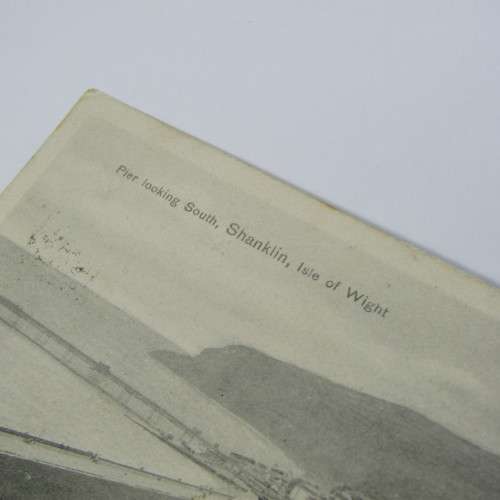 Pier looking South, Shanklin, Isle of Wight